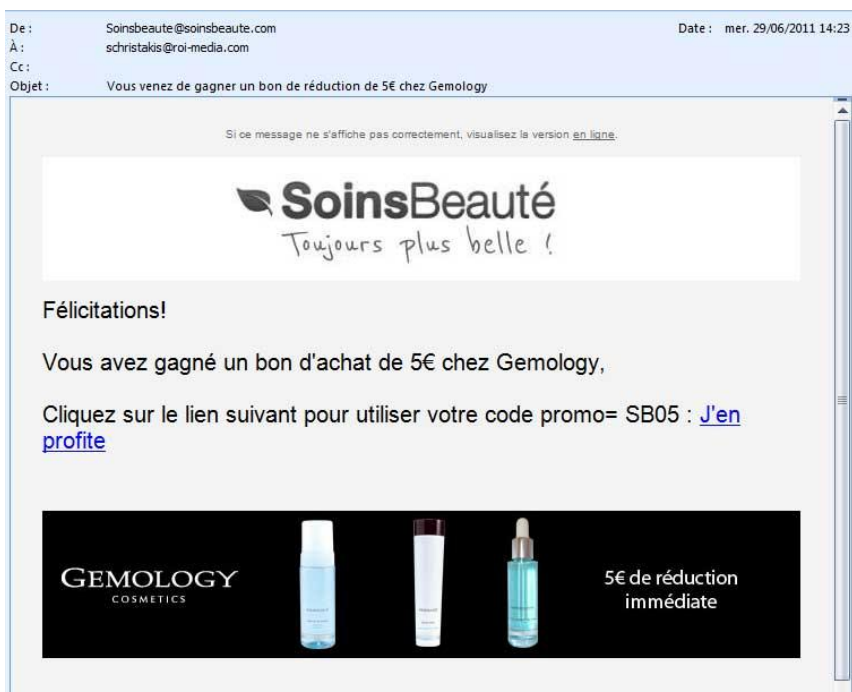 De : Soinsbeaute@soinsbeaute.com Date : mer. 29/06/2011 14:23
À : schristakis@roi-media.com
Cc :
Objet : Vous venez de gagner un bon de réduction de 5€ chez Gemology
Si ce message ne s'affiche pas correctement, visualisez la version en ligne.
SoinsBeauté
Toujours plus belle !
Félicitations!
Vous avez gagné un bon d'achat de 5€ chez Gemology,
Cliquez sur le lien suivant pour utiliser votre code promo= SB05 : J'en
profite
GEMOLOGY
COSMETICS
5€ de réduction
immédiate